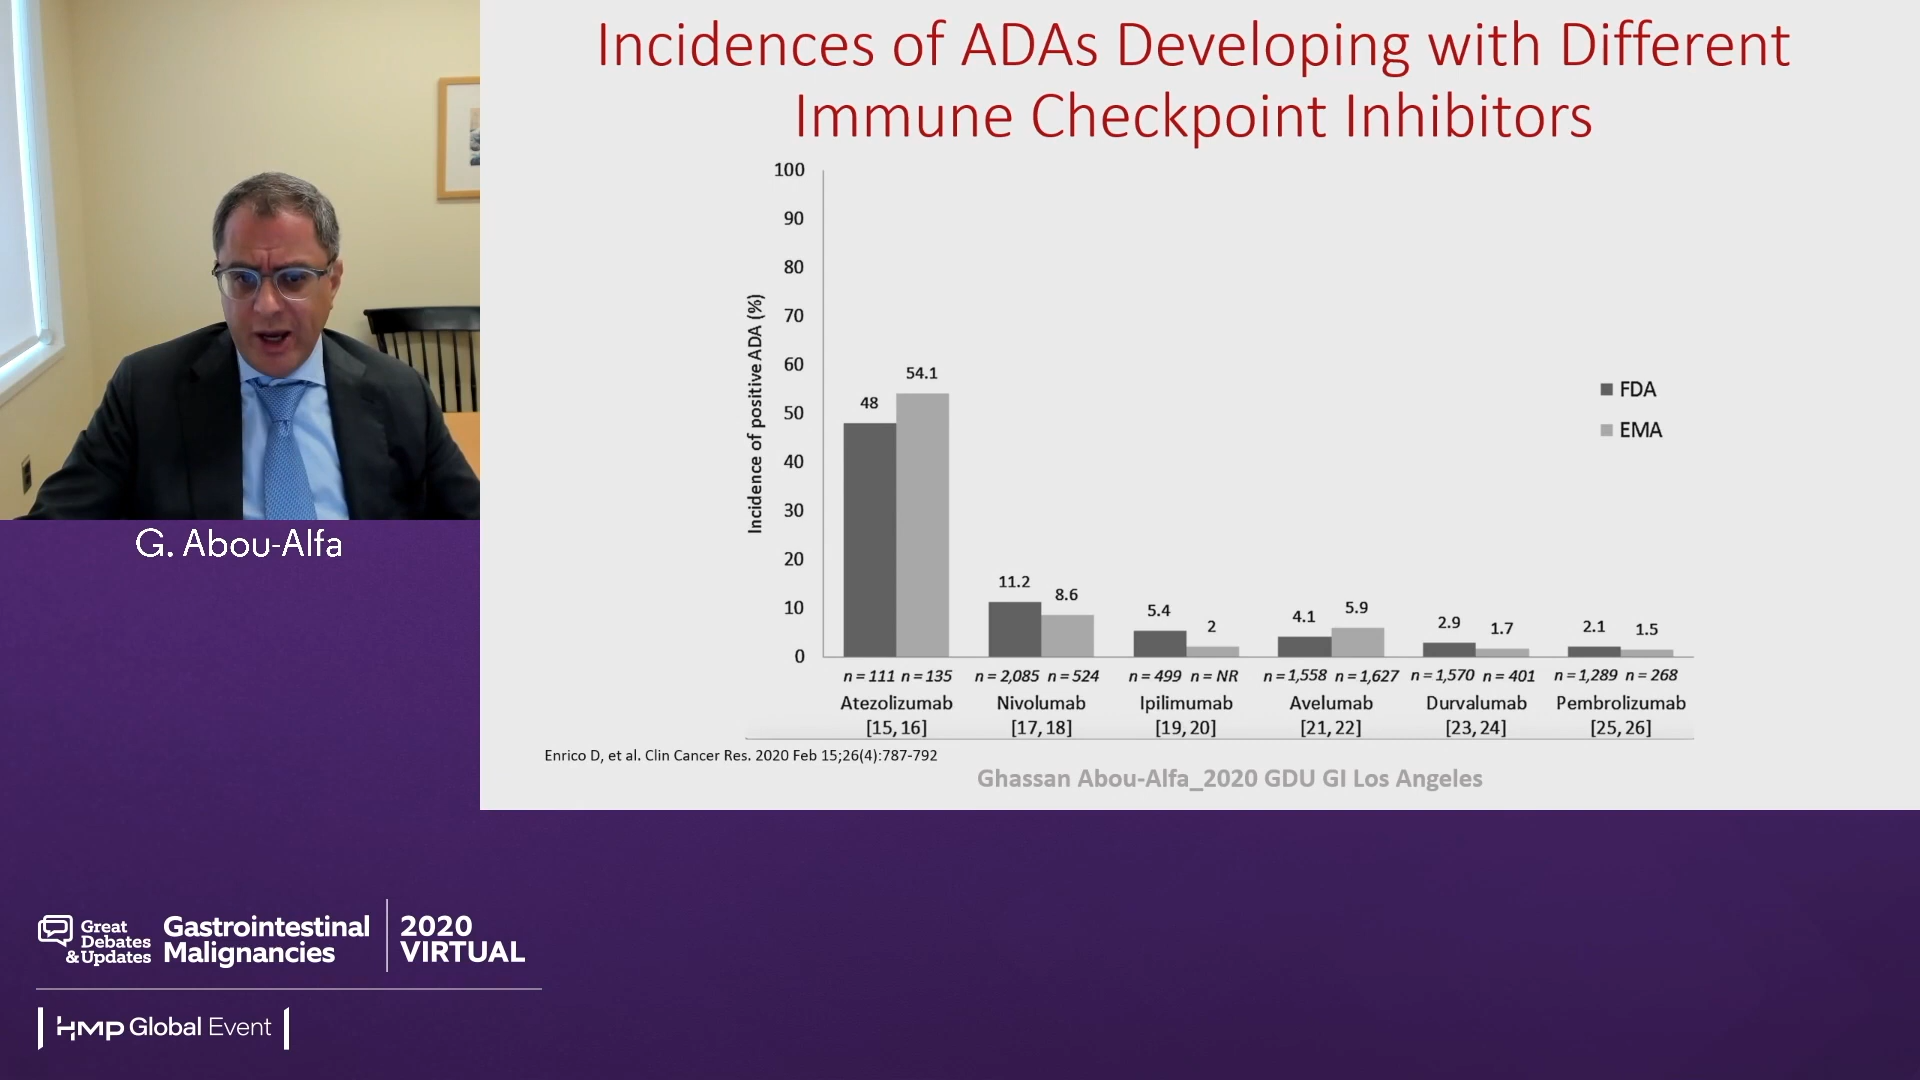 Incidences of ADAs Developing with Different
Immune Checkpoint Inhibitors
100
90
80
70
60
50
40
30
20
10
0
Incidence of positive ADA (%)
48
54.1
11.2
8.6
5.4
2
4.1
5.9
2.9
1.7
2.1
1.5
FDA
EMA
n = 111 n = 135 n = 2,085 n = 524 n = 499 n = NR n = 1,558 n = 1,627 n = 1,570 n = 401 n = 1,289 n = 268
Atezolizumab Nivolumab Ipilimumab Avelumab Durvalumab Pembrolizumab
[15, 16] [17, 18] [19, 20] [21, 22] [23, 24] [25, 26]
Enrico D, et al. Clin Cancer Res. 2020 Feb 15;26(4):787-792
Ghassan Abou-Alfa_2020 GDU GI Los Angeles
G. Abou-Alfa
Great
Debates
& Updates
Gastrointestinal
Malignancies
2020
VIRTUAL
HMP Global Event